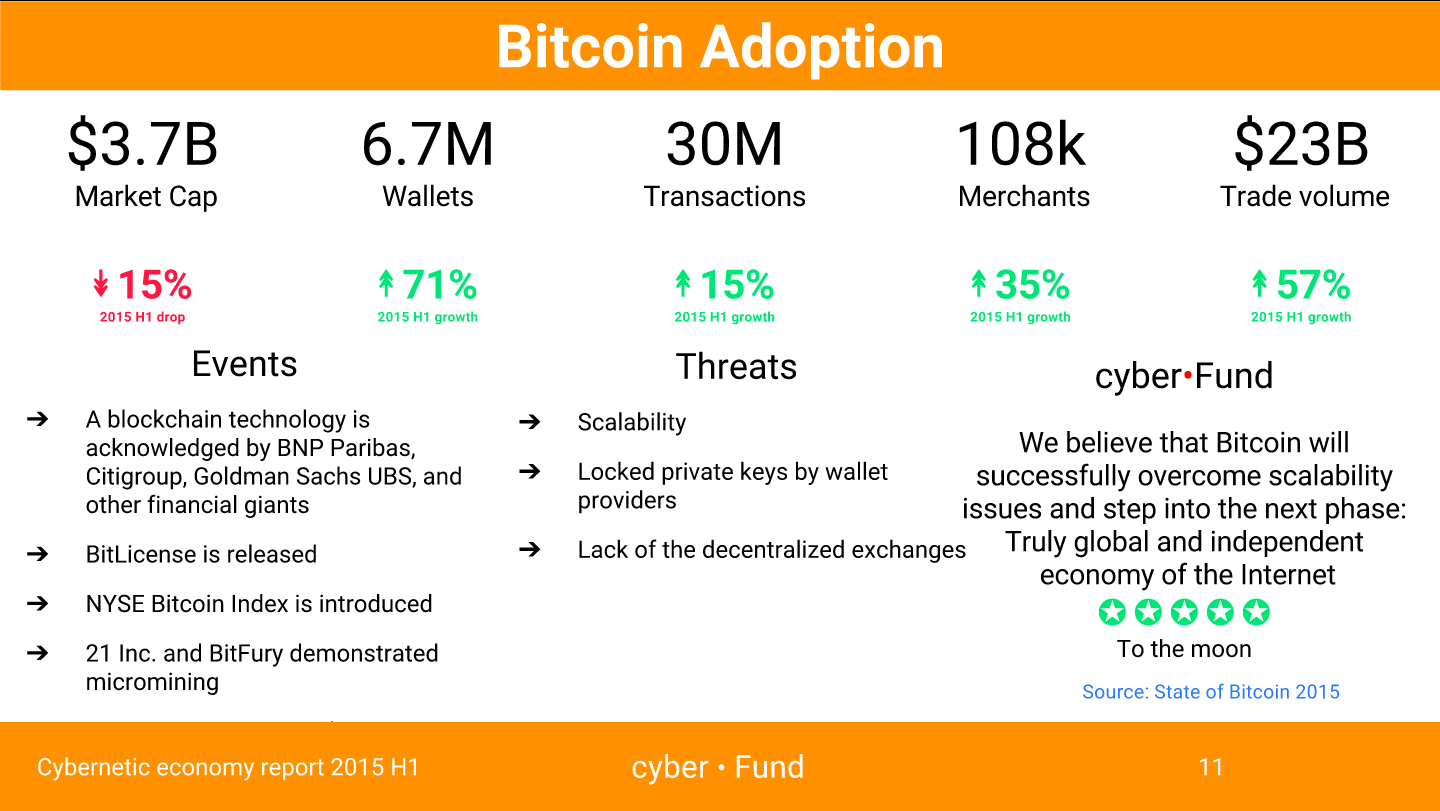 Bitcoin Adoption
$3.7B
Market Cap
15%
2015 H1 drop
6.7M
Wallets
71%
2015 H1 growth
30M
Transactions
15%
2015 H1 growth
108k
Merchants
35%
2015 H1 growth
$23B
Trade volume
57%
2015 H1 growth
Events
➔ A blockchain technology is
acknowledged by BNP Paribas,
Citigroup, Goldman Sachs UBS, and
other financial giants
➔ BitLicense is released
➔ NYSE Bitcoin Index is introduced
➔ 21 Inc. and BitFury demonstrated
micromining
Threats
➔ Scalability
➔ Locked private keys by wallet
providers
➔ Lack of the decentralized exchanges
cyber•Fund
We believe that Bitcoin will
successfully overcome scalability
issues and step into the next phase:
Truly global and independent
economy of the Internet
✪ ✪ ✪ ✪ ✪
To the moon
Source: State of Bitcoin 2015
Cybernetic economy report 2015 H1
cyber • Fund
11